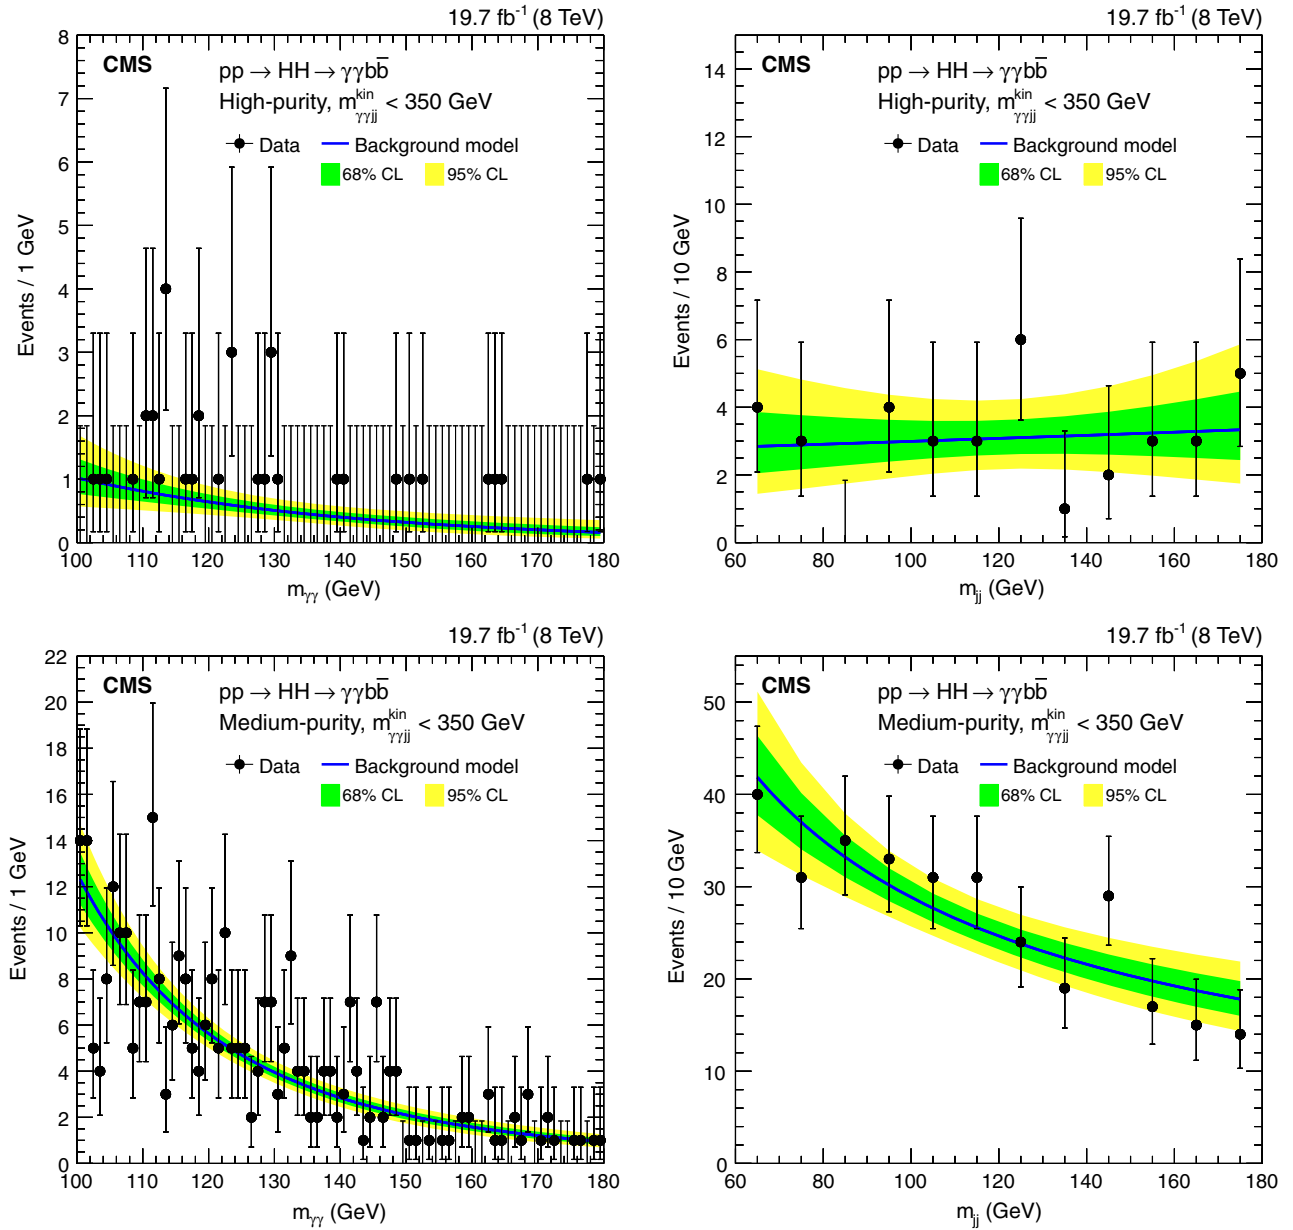 19.7 fb⁻¹ (8 TeV)
CMS
pp → HH → γγbb̅
High-purity, m^kin_γγjj < 350 GeV
Data
Background model
68% CL
95% CL
Events / 1 GeV
8
7
6
5
4
3
2
1
0
100 110 120 130 140 150 160 170 180
m_γγ (GeV)
19.7 fb⁻¹ (8 TeV)
CMS
pp → HH → γγbb̅
High-purity, m^kin_γγjj < 350 GeV
Data
Background model
68% CL
95% CL
Events / 10 GeV
14
12
10
8
6
4
2
0
60 80 100 120 140 160 180
m_jj (GeV)
19.7 fb⁻¹ (8 TeV)
CMS
pp → HH → γγbb̅
Medium-purity, m^kin_γγjj < 350 GeV
Data
Background model
68% CL
95% CL
Events / 1 GeV
22
20
18
16
14
12
10
8
6
4
2
0
100 110 120 130 140 150 160 170 180
m_γγ (GeV)
19.7 fb⁻¹ (8 TeV)
CMS
pp → HH → γγbb̅
Medium-purity, m^kin_γγjj < 350 GeV
Data
Background model
68% CL
95% CL
Events / 10 GeV
50
40
30
20
10
0
60 80 100 120 140 160 180
m_jj (GeV)